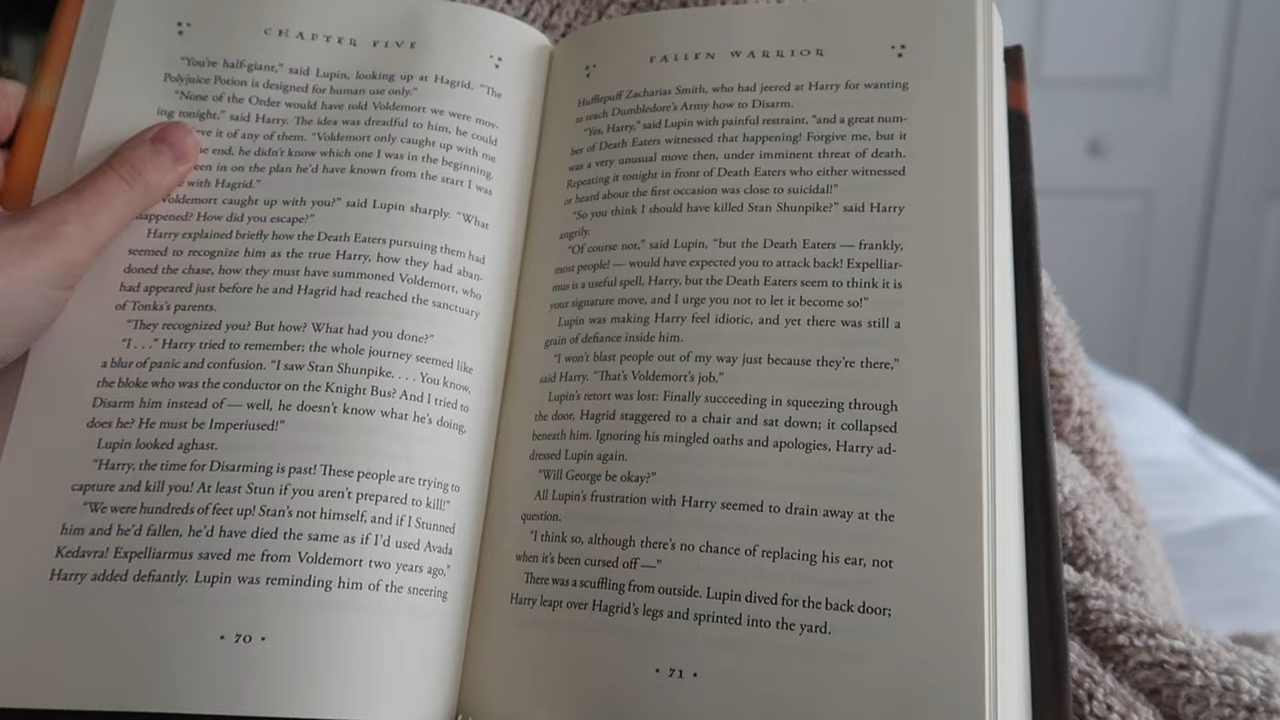 CHAPTER FIVE
"You're half-giant," said Lupin, looking up at Hagrid. "The
Polyjuice Potion is designed for human use only."
"None of the Order would have told Voldemort we were mov-
ing tonight," said Harry. The idea was dreadful to him, he could
ve it of any of them. "Voldemort only caught up with me
e end, he didn't know which one I was in the beginning.
een in on the plan he'd have known from the start I was
with Hagrid."
Voldemort caught up with you?" said Lupin sharply. "What
happened? How did you escape?"
Harry explained briefly how the Death Eaters pursuing them had
seemed to recognize him as the true Harry, how they had aban-
doned the chase, how they must have summoned Voldemort, who
had appeared just before he and Hagrid had reached the sanctuary
of Tonks's parents.
"They recognized you? But how? What had you done?"
"I . . ." Harry tried to remember; the whole journey seemed like
a blur of panic and confusion. "I saw Stan Shunpike. . . . You know,
the bloke who was the conductor on the Knight Bus? And I tried to
Disarm him instead of — well, he doesn't know what he's doing,
does he? He must be Imperiused!"
Lupin looked aghast.
"Harry, the time for Disarming is past! These people are trying to
capture and kill you! At least Stun if you aren't prepared to kill!"
"We were hundreds of feet up! Stan's not himself, and if I Stunned
him and he'd fallen, he'd have died the same as if I'd used Avada
Kedavra! Expelliarmus saved me from Voldemort two years ago,"
Harry added defiantly. Lupin was reminding him of the sneering
• 70 •
FALLEN WARRIOR
Hufflepuff Zacharias Smith, who had jeered at Harry for wanting
to teach Dumbledore's Army how to Disarm.
"Yes, Harry," said Lupin with painful restraint, "and a great num-
ber of Death Eaters witnessed that happening! Forgive me, but it
was a very unusual move then, under imminent threat of death.
Repeating it tonight in front of Death Eaters who either witnessed
or heard about the first occasion was close to suicidal!"
"So you think I should have killed Stan Shunpike?" said Harry
angrily.
"Of course not," said Lupin, "but the Death Eaters — frankly,
most people! — would have expected you to attack back! Expelliar-
mus is a useful spell, Harry, but the Death Eaters seem to think it is
your signature move, and I urge you not to let it become so!"
Lupin was making Harry feel idiotic, and yet there was still a
grain of defiance inside him.
"I won't blast people out of my way just because they're there,"
said Harry. "That's Voldemort's job."
Lupin's retort was lost: Finally succeeding in squeezing through
the door, Hagrid staggered to a chair and sat down; it collapsed
beneath him. Ignoring his mingled oaths and apologies, Harry ad-
dressed Lupin again.
"Will George be okay?"
All Lupin's frustration with Harry seemed to drain away at the
question.
"I think so, although there's no chance of replacing his ear, not
when it's been cursed off —"
There was a scuffling from outside. Lupin dived for the back door;
Harry leapt over Hagrid's legs and sprinted into the yard.
• 71 •